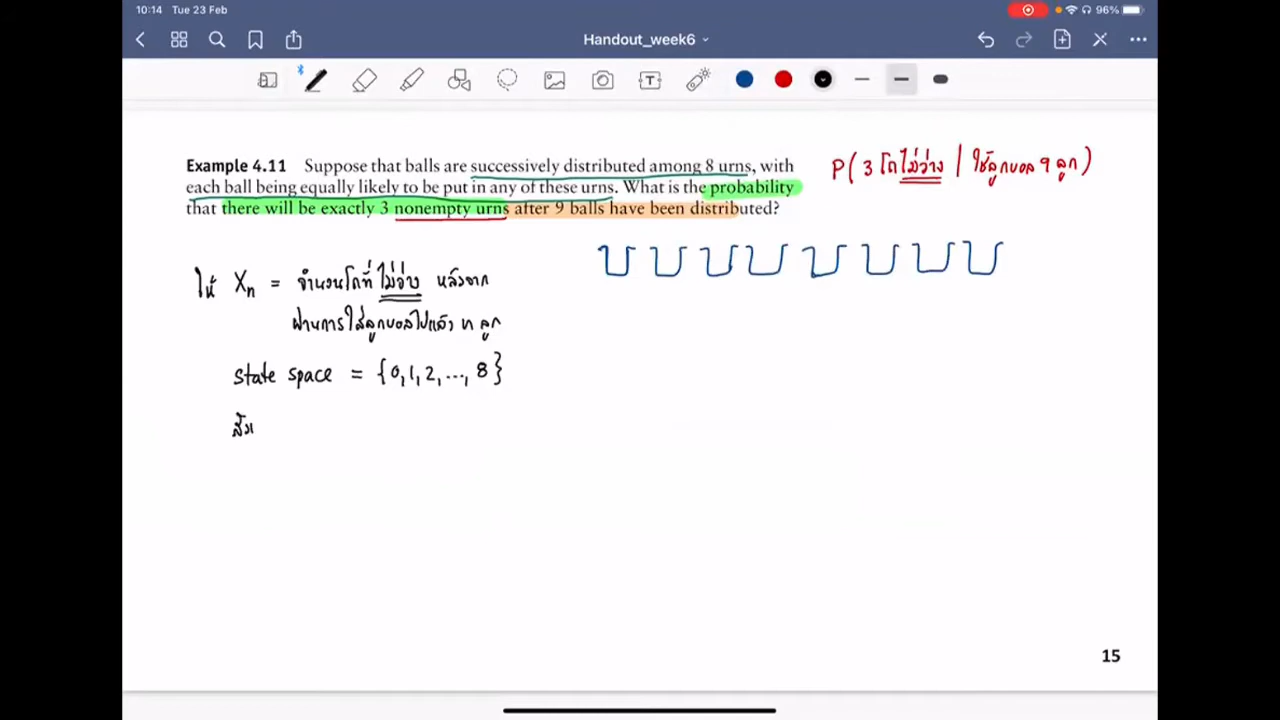 10:14 Tue 23 Feb
96%
Handout_week6
Example 4.11 Suppose that balls are successively distributed among 8 urns, with
each ball being equally likely to be put in any of these urns. What is the probability
that there will be exactly 3 nonempty urns after 9 balls have been distributed?
P(3 โถไม่ว่าง | ใช้ลูกบอล 9 ลูก)
ให้ Xn = จำนวนโถที่ไม่ว่าง หลังจาก
ผ่านการใส่ลูกบอลไปแล้ว n ลูก
state space = {0, 1, 2, ..., 8}
15